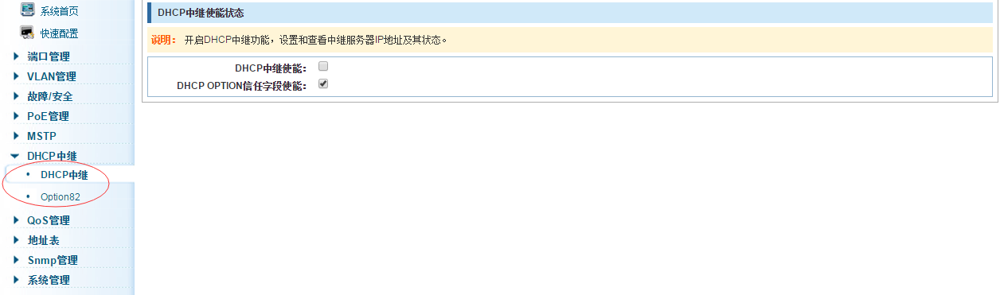 系统首页
快速配置
端口管理
VLAN管理
故障/安全
PoE管理
MSTP
DHCP中继
DHCP中继
Option82
QoS管理
地址表
Snmp管理
系统管理
DHCP中继使能状态
说明： 开启DHCP中继功能，设置和查看中继服务器IP地址及其状态。
DHCP中继使能：
DHCP OPTION信任字段使能：